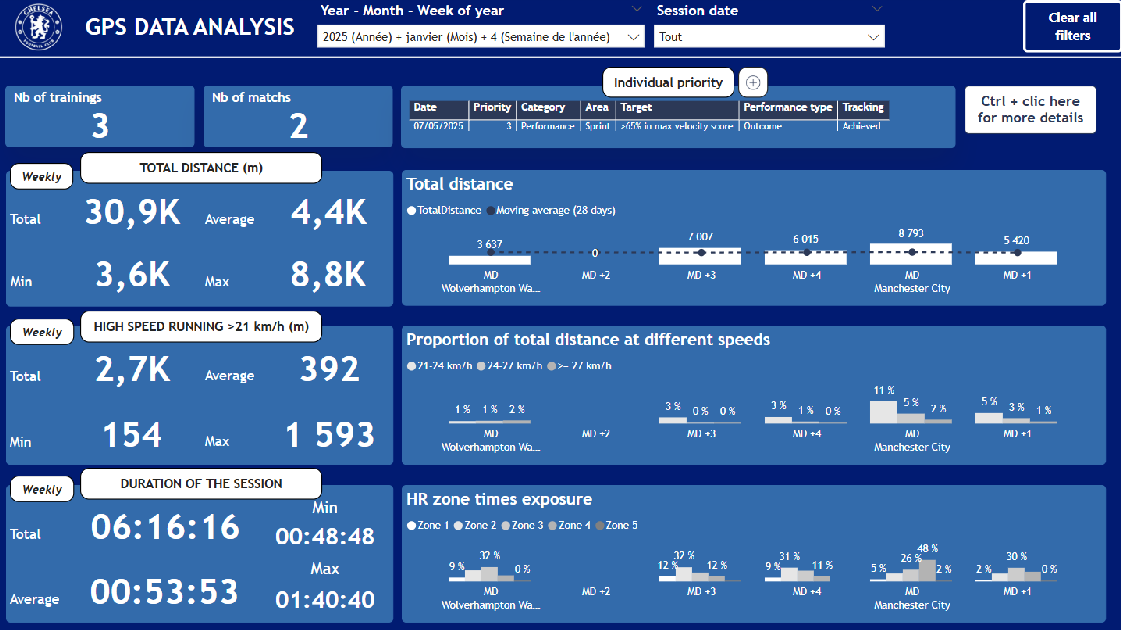 CHELSEA
GPS DATA ANALYSIS
Year - Month - Week of year
2025 (Année) + janvier (Mois) + 4 (Semaine de l'année)
Session date
Tout
Clear all
filters
Nb of trainings
3
Nb of matchs
2
Individual priority
Date Priority Category Area Target Performance type Tracking
07/05/2025 3 Performance Sprint >65% in max velocity score Outcome Achieved
Ctrl + clic here
for more details
Weekly
TOTAL DISTANCE (m)
Total 30,9K Average 4,4K
Min 3,6K Max 8,8K
Total distance
TotalDistance Moving average (28 days)
3 637 0 7 007 6 015 8 793 5 420
MD MD +2 MD +3 MD +4 MD MD +1
Wolverhampton Wa... Manchester City
Weekly
HIGH SPEED RUNNING >21 km/h (m)
Total 2,7K Average 392
Min 154 Max 1 593
Proportion of total distance at different speeds
21-24 km/h 24-27 km/h >= 27 km/h
1 % 1 % 2 % 3 % 0 % 0 % 3 % 1 % 0 % 11 % 5 % 2 % 5 % 3 % 1 %
MD MD +2 MD +3 MD +4 MD MD +1
Wolverhampton Wa... Manchester City
Weekly
DURATION OF THE SESSION
Total 06:16:16
Min
00:48:48
Average 00:53:53
Max
01:40:40
HR zone times exposure
Zone 1 Zone 2 Zone 3 Zone 4 Zone 5
9 % 32 % 0 % 12 % 37 % 12 % 9 % 31 % 11 % 5 % 26 % 48 % 2 % 2 % 30 % 0 %
MD MD +2 MD +3 MD +4 MD MD +1
Wolverhampton Wa... Manchester City